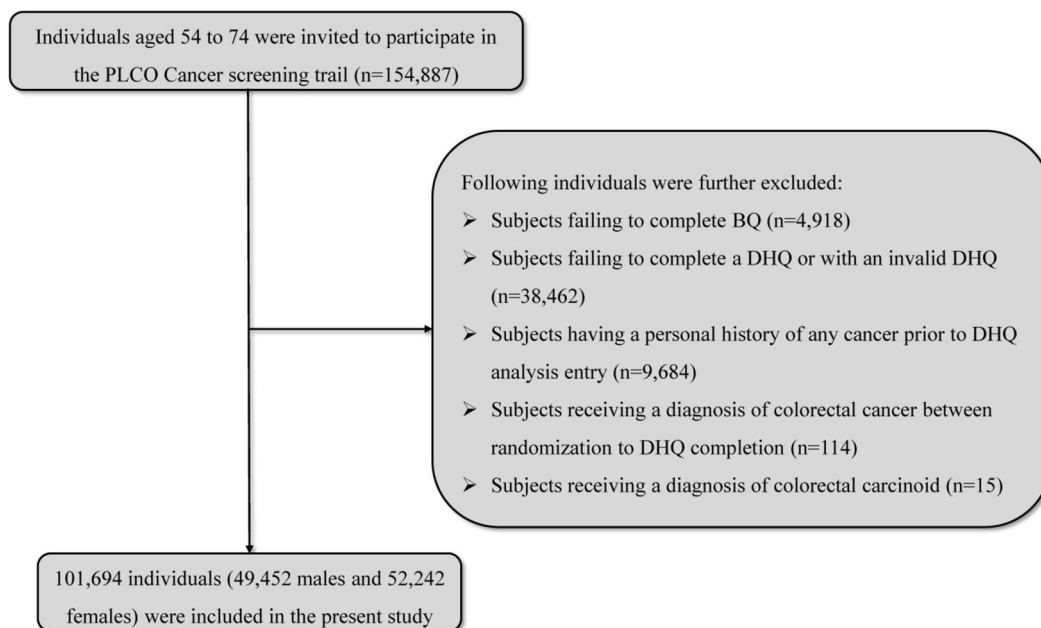 Individuals aged 54 to 74 were invited to participate in
the PLCO Cancer screening trail (n=154,887)
Following individuals were further excluded:
➢ Subjects failing to complete BQ (n=4,918)
➢ Subjects failing to complete a DHQ or with an invalid DHQ
(n=38,462)
➢ Subjects having a personal history of any cancer prior to DHQ
analysis entry (n=9,684)
➢ Subjects receiving a diagnosis of colorectal cancer between
randomization to DHQ completion (n=114)
➢ Subjects receiving a diagnosis of colorectal carcinoid (n=15)
101,694 individuals (49,452 males and 52,242
females) were included in the present study